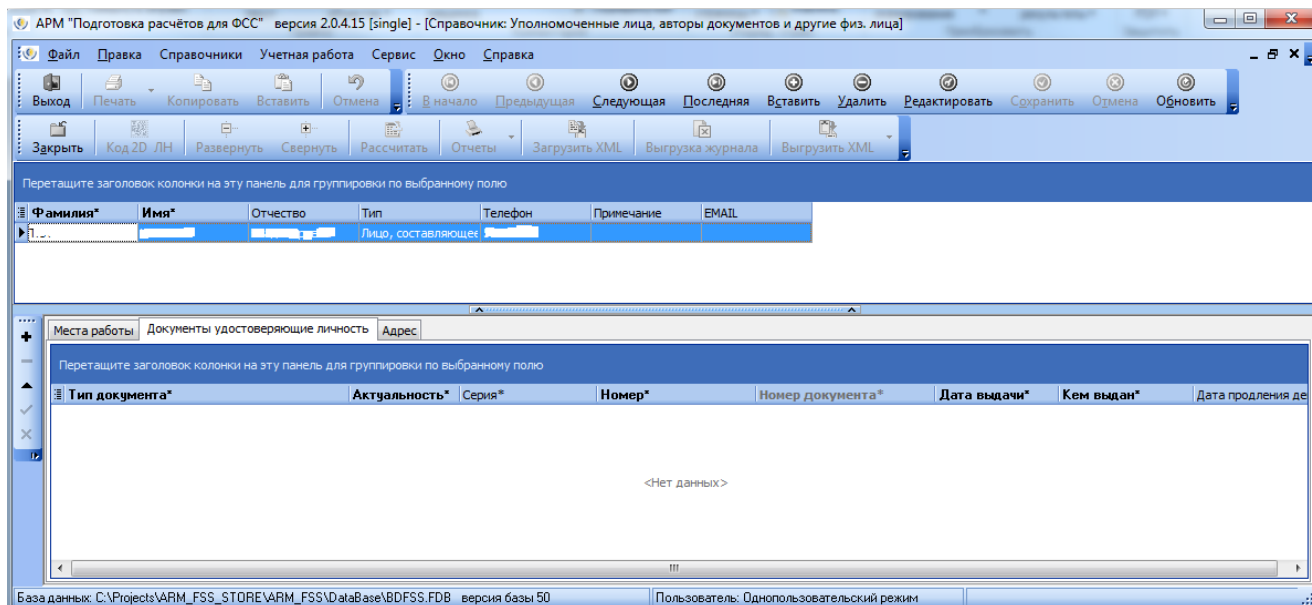 АРМ "Подготовка расчётов для ФСС" версия 2.0.4.15 [single] - [Справочник: Уполномоченные лица, авторы документов и другие физ. лица]
Файл Правка Справочники Учетная работа Сервис Окно Справка
Выход Печать Копировать Вставить Отмена В начало Предыдущая Следующая Последняя Вставить Удалить Редактировать Сохранить Отмена Обновить
Закрыть Код 2D ЛН Развернуть Свернуть Рассчитать Отчеты Загрузить XML Выгрузка журнала Выгрузить XML
Перетащите заголовок колонки на эту панель для группировки по выбранному полю
Фамилия* Имя* Отчество Тип Телефон Примечание EMAIL
Лицо, составляющее
Места работы Документы удостоверяющие личность Адрес
Перетащите заголовок колонки на эту панель для группировки по выбранному полю
Тип документа* Актуальность* Серия* Номер* Номер документа* Дата выдачи* Кем выдан* Дата продления де
<Нет данных>
База данных: C:\Projects\ARM_FSS_STORE\ARM_FSS\DataBase\BDFSS.FDB версия базы 50 Пользователь: Однопользовательский режим